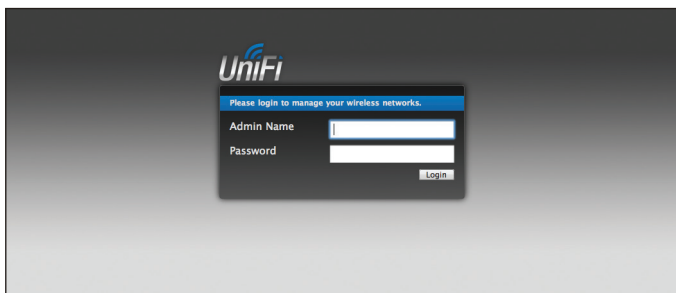 UniFi
Please login to manage your wireless networks.
Admin Name
Password
Login